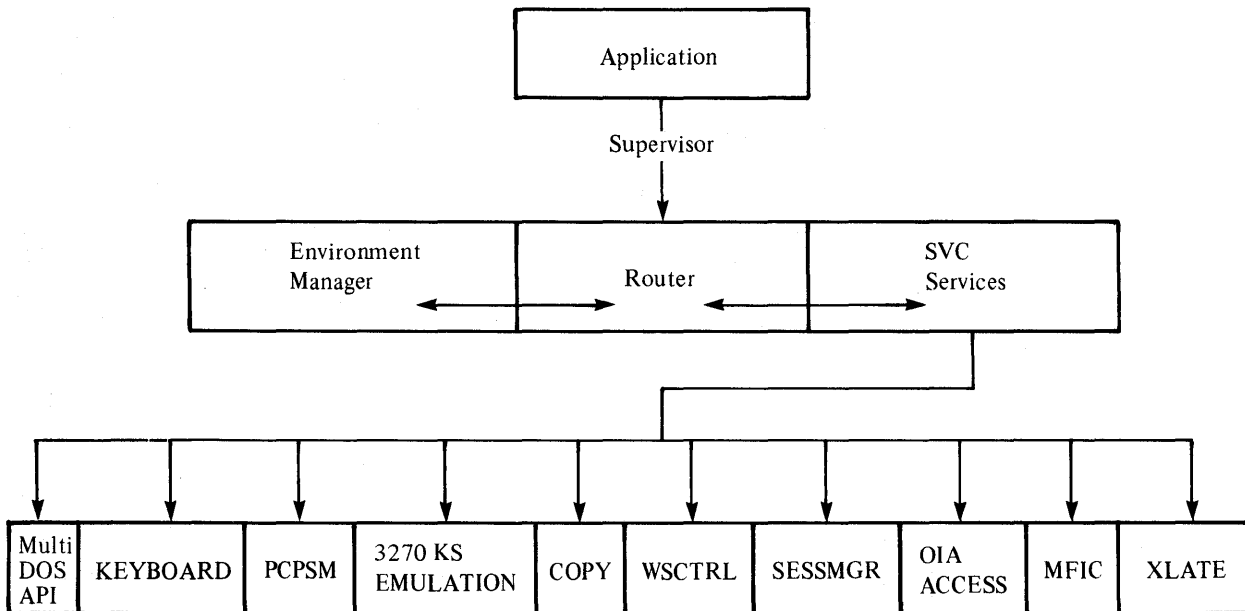 Application
Supervisor
Environment
Manager
Router
SVC
Services
Multi
DOS
API
KEYBOARD
PCPSM
3270 KS
EMULATION
COPY
WSCTRL
SESSMGR
OIA
ACCESS
MFIC
XLATE